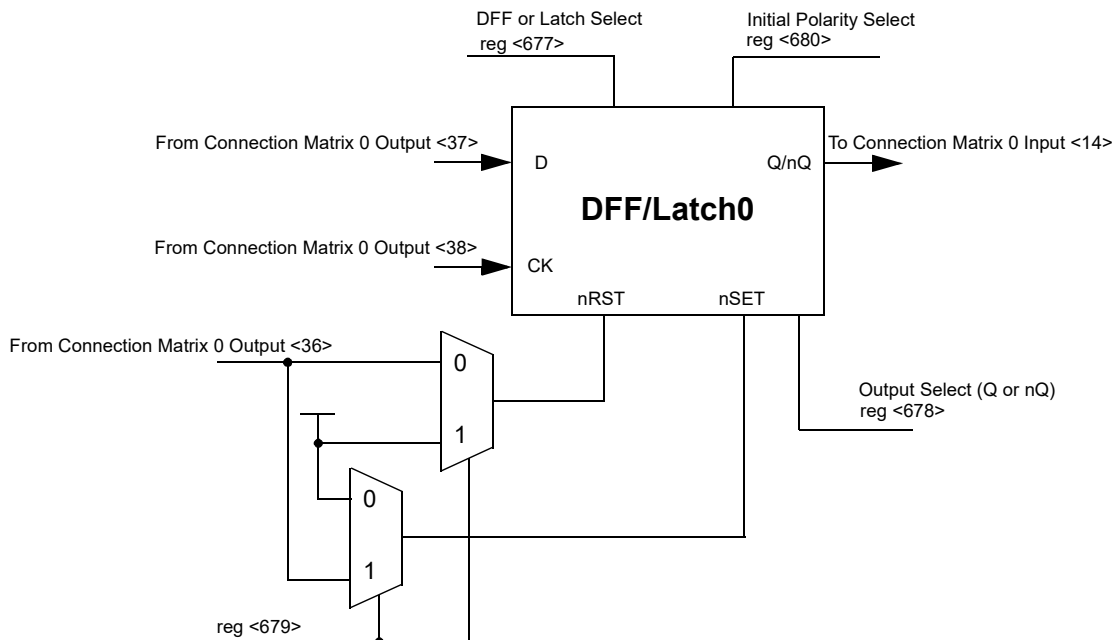 DFF or Latch Select
reg <677>
Initial Polarity Select
reg <680>
From Connection Matrix 0 Output <37>
D
Q/nQ
To Connection Matrix 0 Input <14>
DFF/Latch0
From Connection Matrix 0 Output <38>
CK
nRST
nSET
From Connection Matrix 0 Output <36>
0
1
Output Select (Q or nQ)
reg <678>
0
1
reg <679>